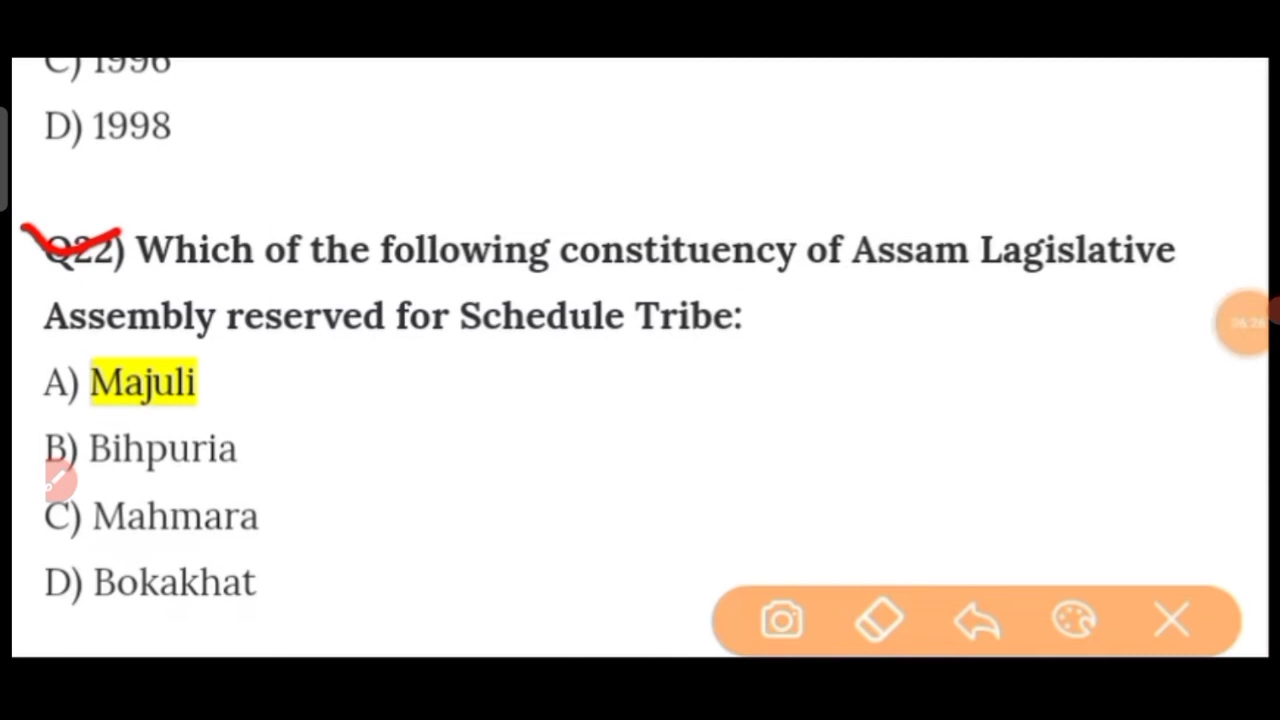 C) 1996
D) 1998
Q22) Which of the following constituency of Assam Lagislative
Assembly reserved for Schedule Tribe:
A) Majuli
B) Bihpuria
C) Mahmara
D) Bokakhat